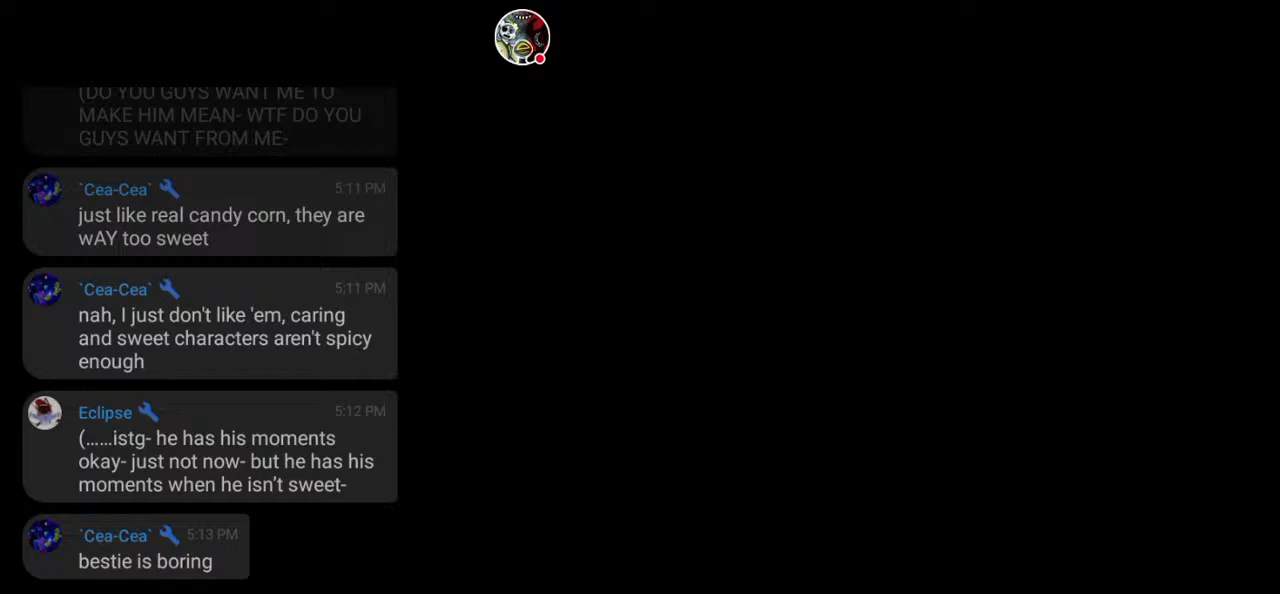 (DO YOU GUYS WANT ME TO
MAKE HIM MEAN- WTF DO YOU
GUYS WANT FROM ME-
`Cea-Cea` 🔧 5:11 PM
just like real candy corn, they are
wAY too sweet
`Cea-Cea` 🔧 5:11 PM
nah, I just don't like 'em, caring
and sweet characters aren't spicy
enough
Eclipse 🔧 5:12 PM
(……istg- he has his moments
okay- just not now- but he has his
moments when he isn’t sweet-
`Cea-Cea` 🔧 5:13 PM
bestie is boring